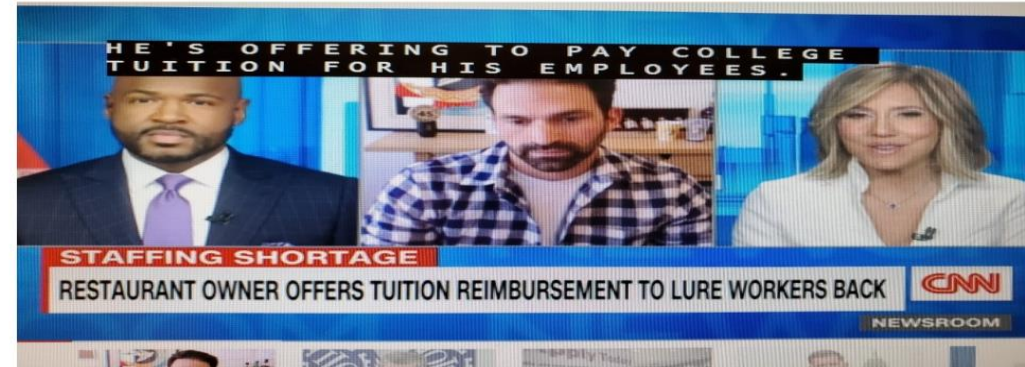 HE'S OFFERING TO PAY COLLEGE
TUITION FOR HIS EMPLOYEES.
STAFFING SHORTAGE
RESTAURANT OWNER OFFERS TUITION REIMBURSEMENT TO LURE WORKERS BACK
CNN
NEWSROOM